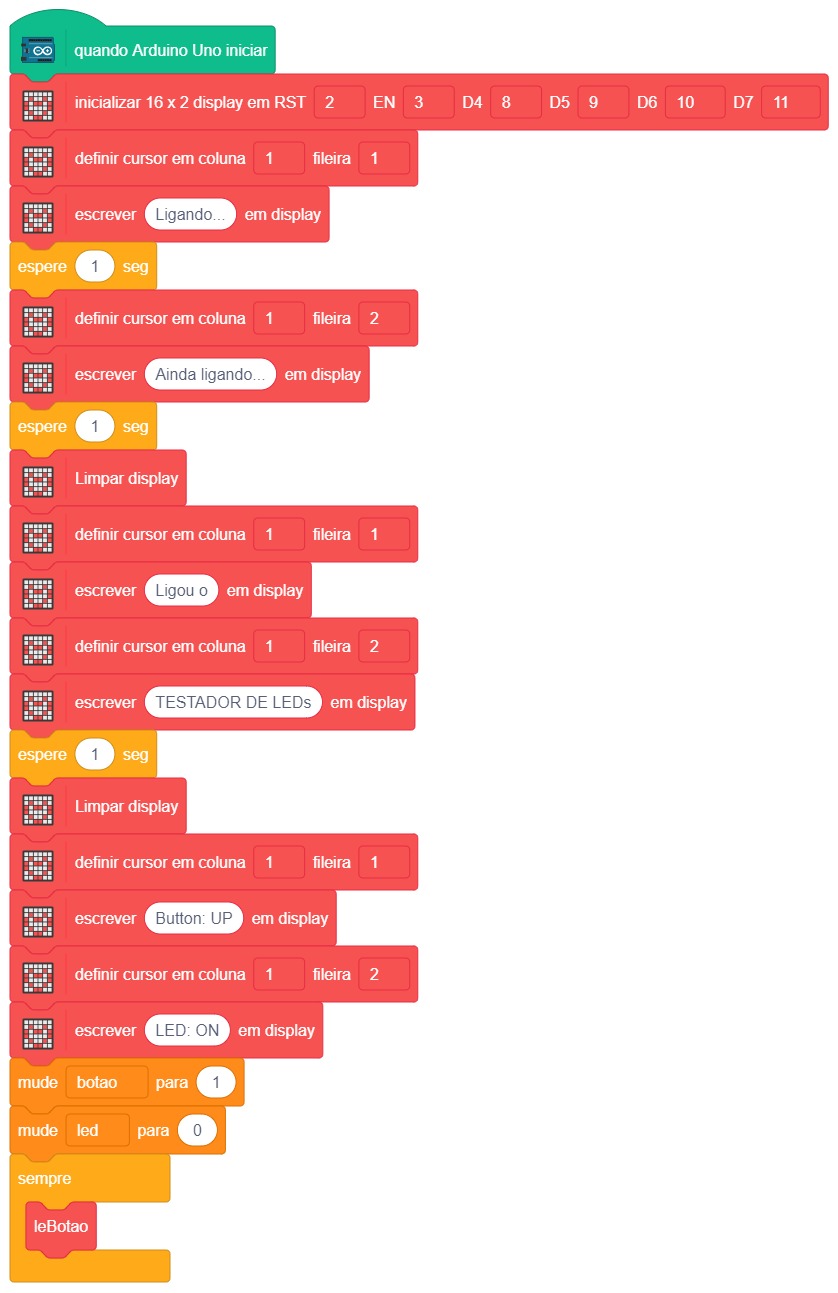 quando Arduino Uno iniciar
inicializar 16 x 2 display em RST 2 EN 3 D4 8 D5 9 D6 10 D7 11
definir cursor em coluna 1 fileira 1
escrever Ligando... em display
espere 1 seg
definir cursor em coluna 1 fileira 2
escrever Ainda ligando... em display
espere 1 seg
Limpar display
definir cursor em coluna 1 fileira 1
escrever Ligou o em display
definir cursor em coluna 1 fileira 2
escrever TESTADOR DE LEDs em display
espere 1 seg
Limpar display
definir cursor em coluna 1 fileira 1
escrever Button: UP em display
definir cursor em coluna 1 fileira 2
escrever LED: ON em display
mude botao para 1
mude led para 0
sempre
leBotao